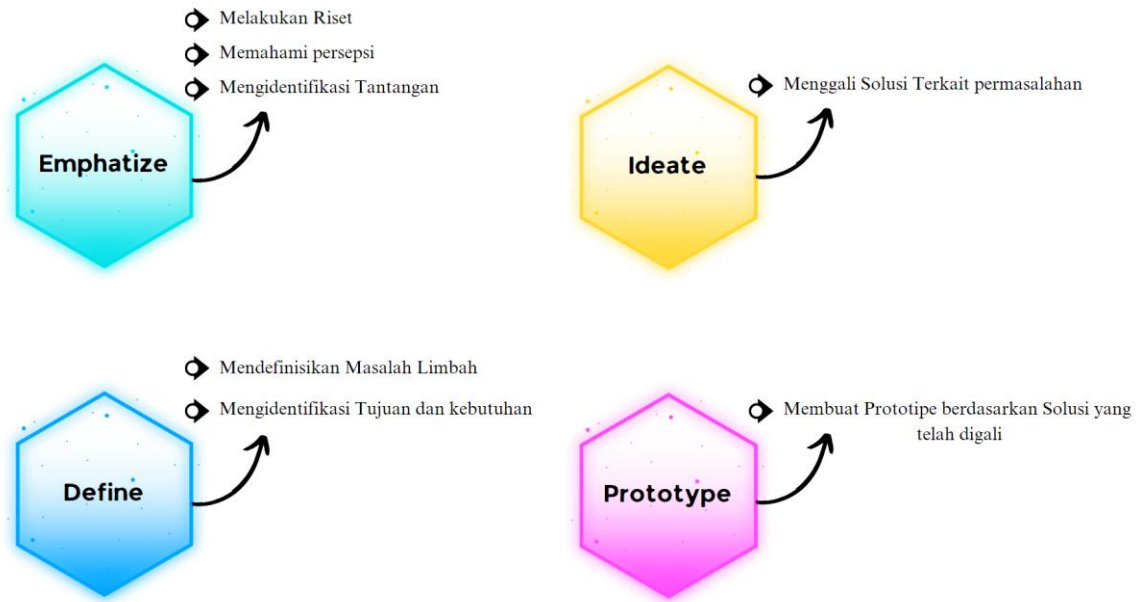 Melakukan Riset
Memahami persepsi
Mengidentifikasi Tantangan
Emphatize
Menggali Solusi Terkait permasalahan
Ideate
Mendefinisikan Masalah Limbah
Mengidentifikasi Tujuan dan kebutuhan
Define
Membuat Prototipe berdasarkan Solusi yang
telah digali
Prototype